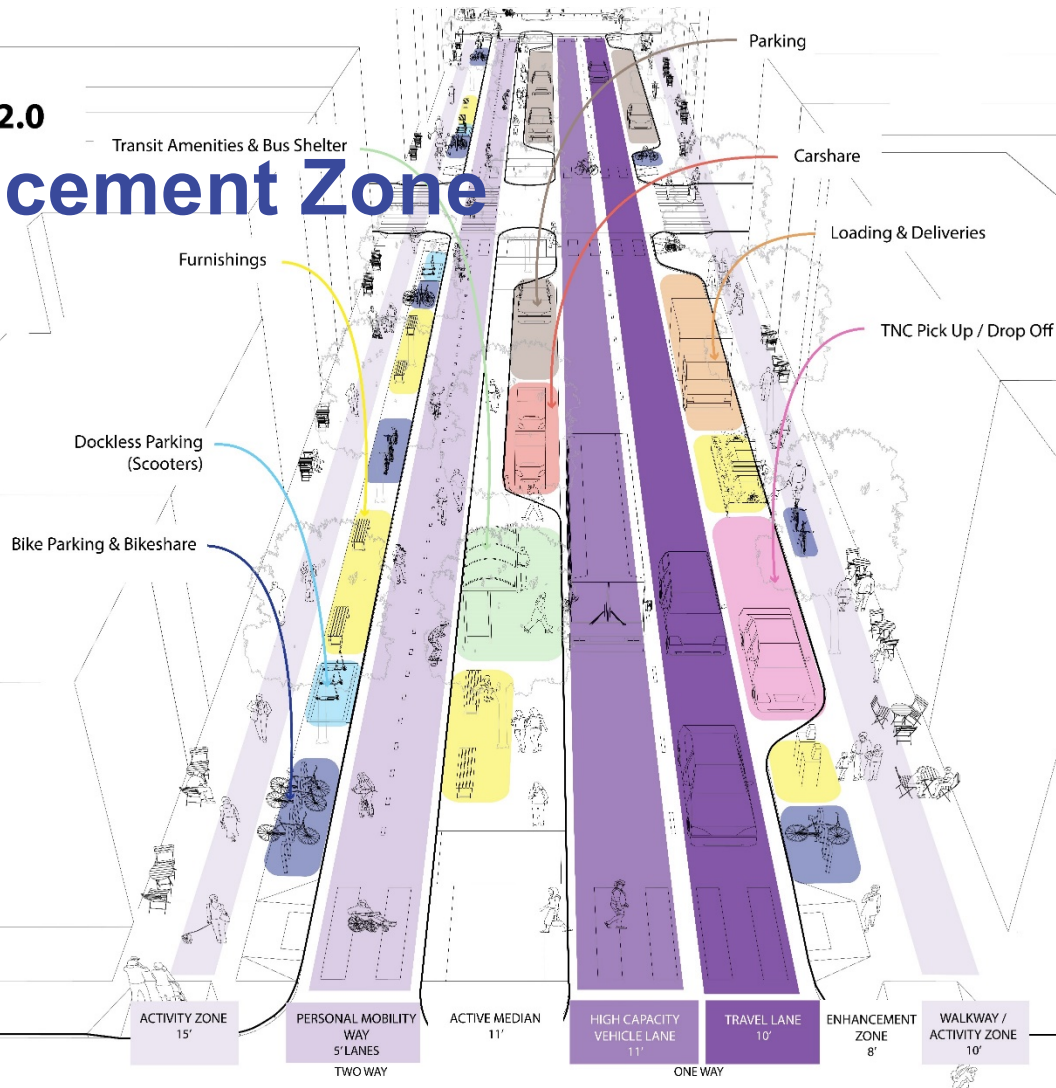 2.0
cement Zone
Parking
Transit Amenities & Bus Shelter
Carshare
Loading & Deliveries
Furnishings
TNC Pick Up / Drop Off
Dockless Parking
(Scooters)
Bike Parking & Bikeshare
ACTIVITY ZONE
15'
PERSONAL MOBILITY
WAY
5' LANES
TWO WAY
ACTIVE MEDIAN
11'
HIGH CAPACITY
VEHICLE LANE
11'
TRAVEL LANE
10'
ONE WAY
ENHANCEMENT
ZONE
8'
WALKWAY /
ACTIVITY ZONE
10'